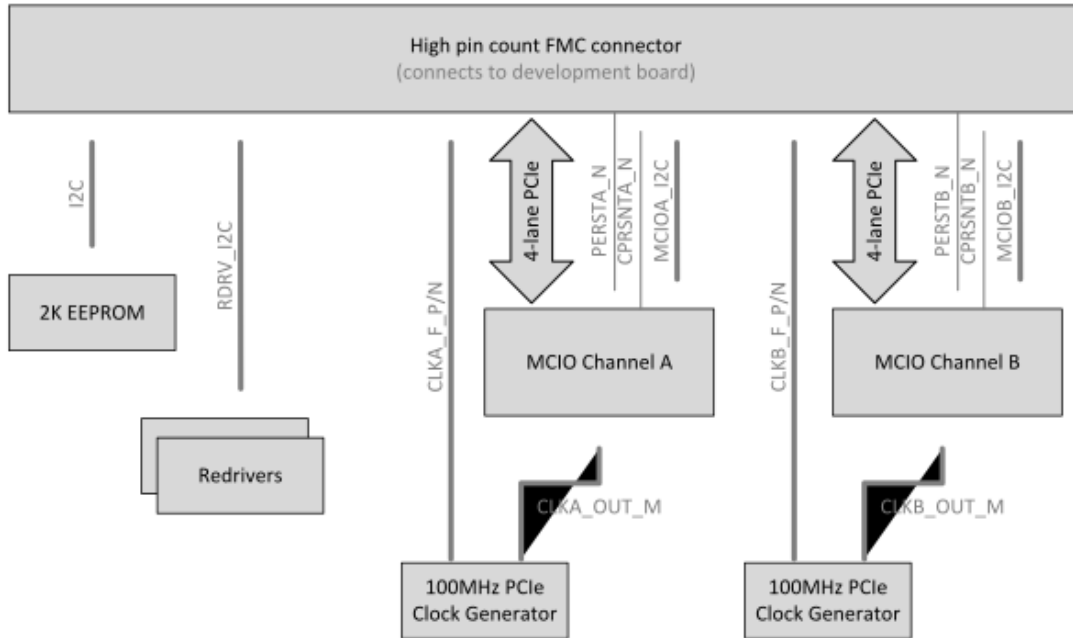 High pin count FMC connector
(connects to development board)
I2C
RDRV_I2C
CLKA_F_P/N
4-lane PCIe
PERSTA_N
CPRSNTA_N
MCIOA_I2C
CLKB_F_P/N
4-lane PCIe
PERSTB_N
CPRSNTB_N
MCIOB_I2C
2K EEPROM
MCIO Channel A
MCIO Channel B
Redrivers
CLKA_OUT_M
CLKB_OUT_M
100MHz PCIe
Clock Generator
100MHz PCIe
Clock Generator